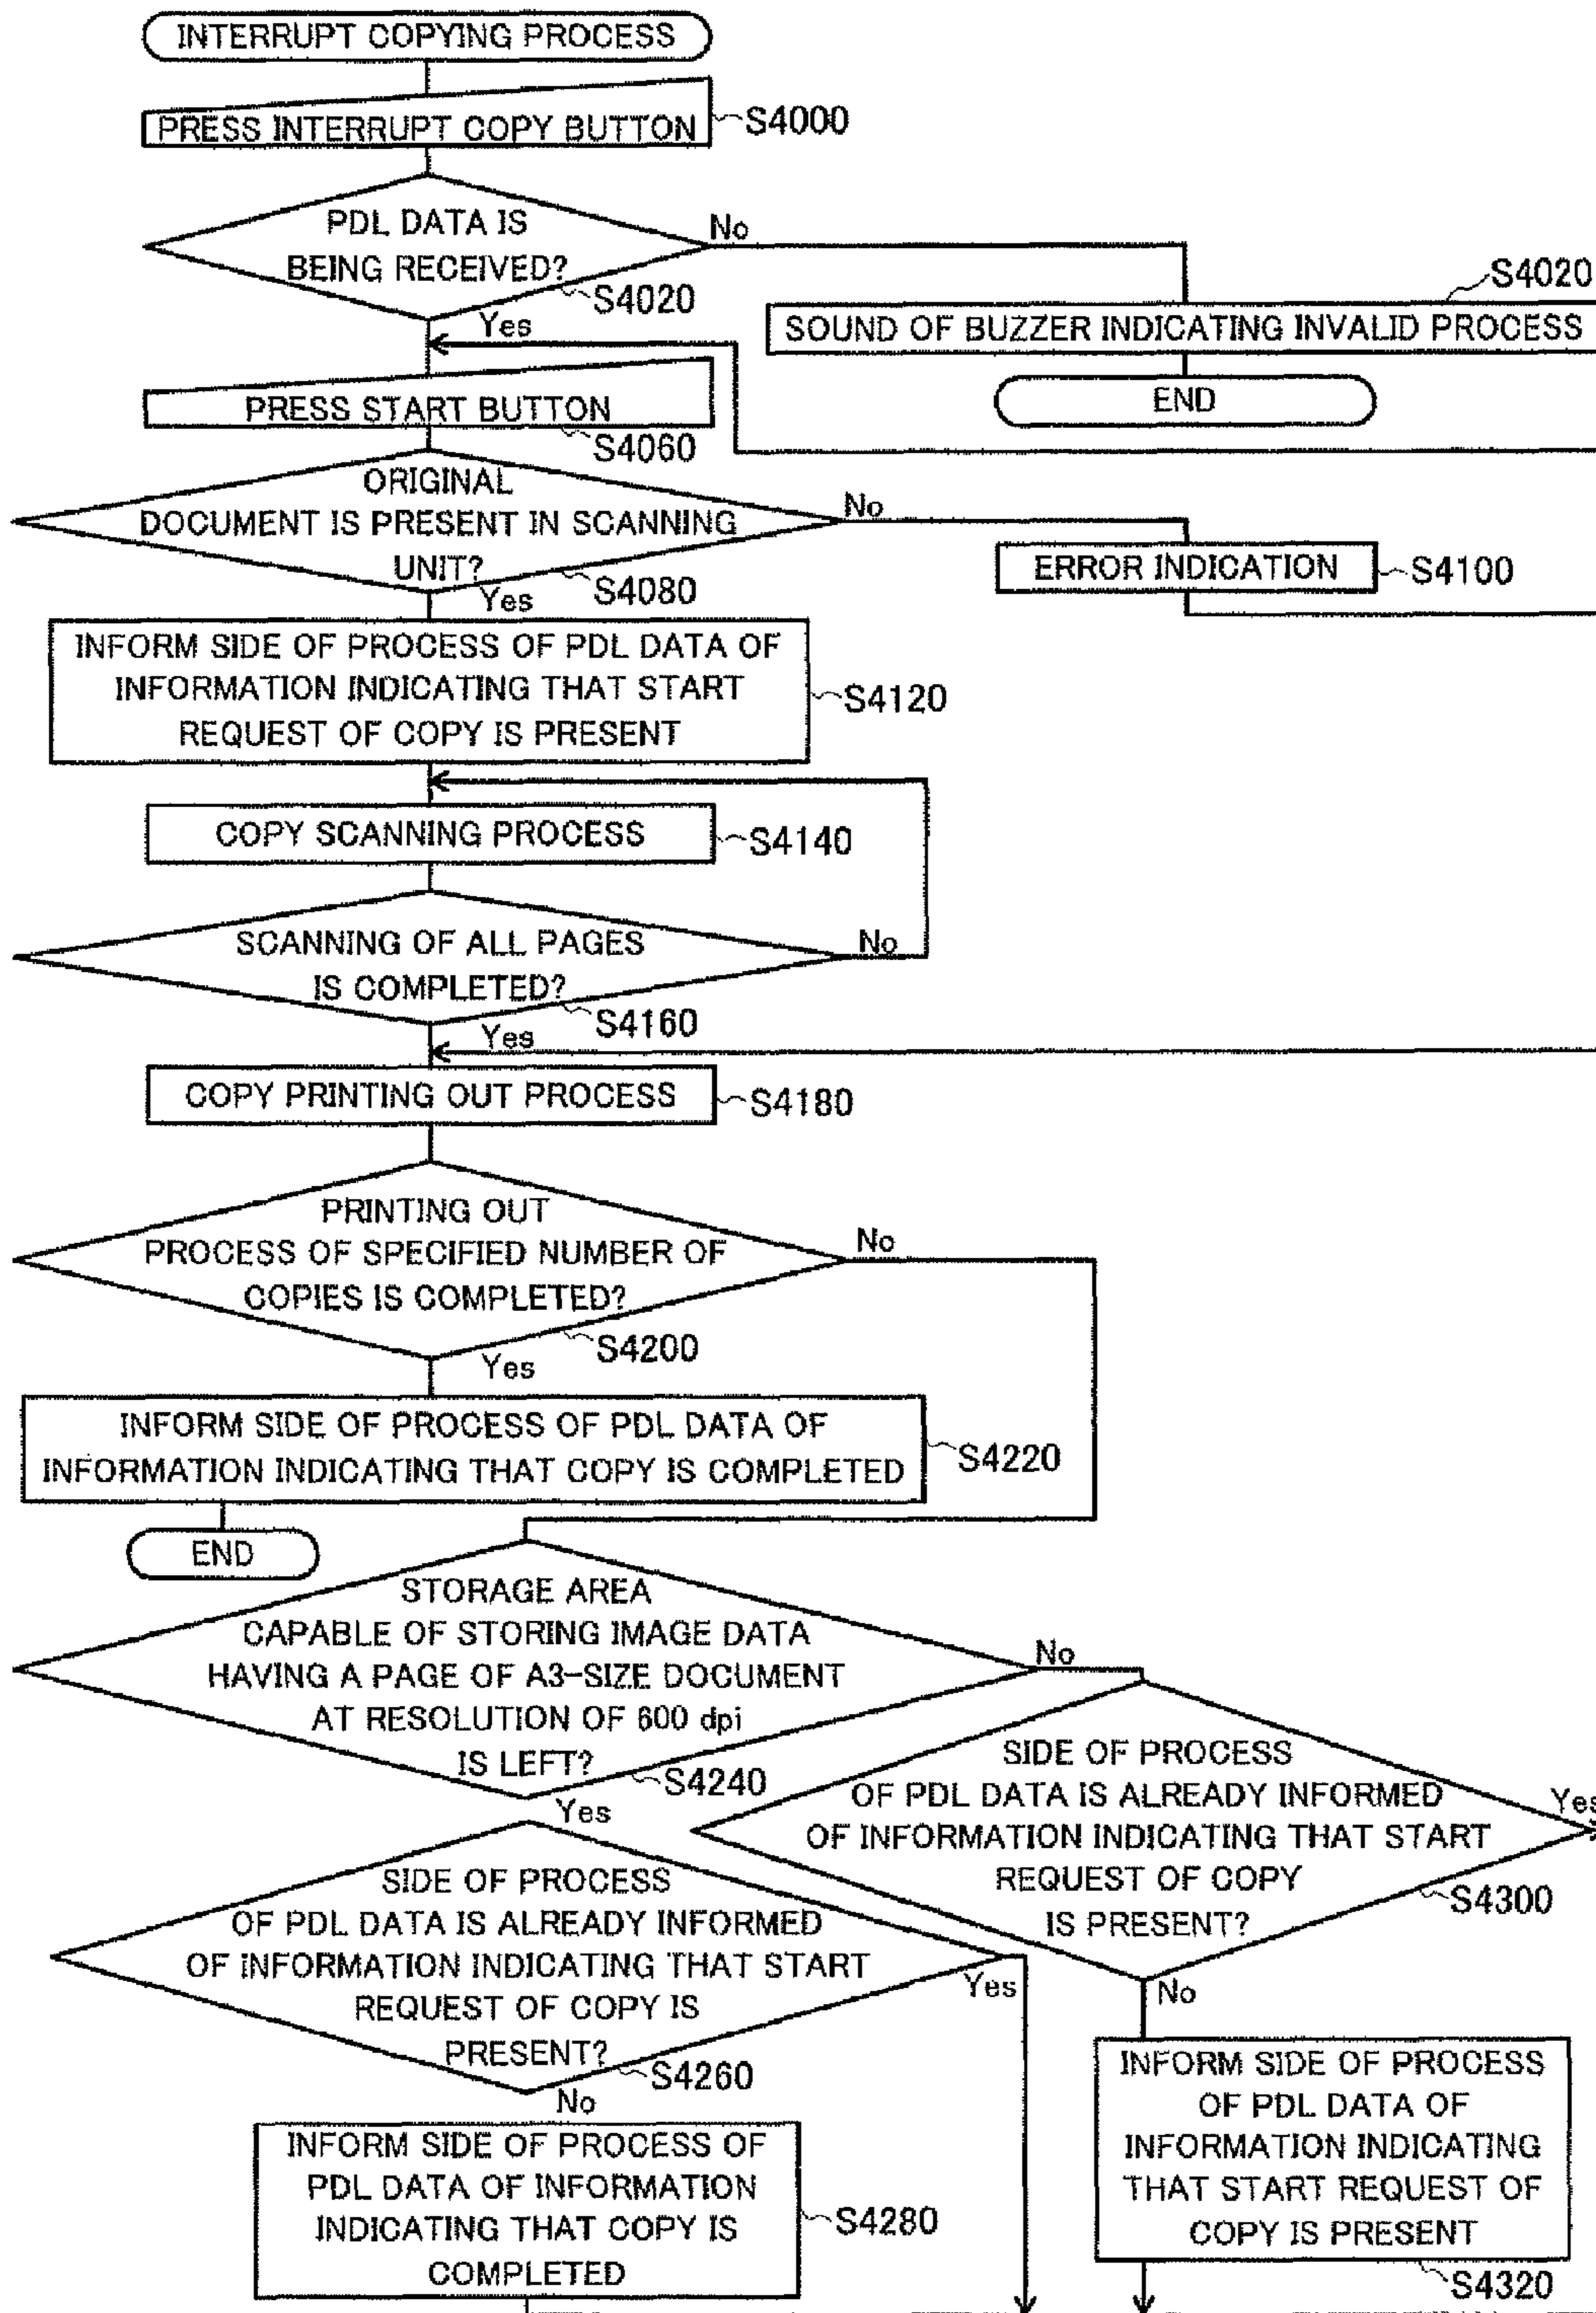 INTERRUPT COPYING PROCESS
PRESS INTERRUPT COPY BUTTON
S4000
PDL DATA IS
BEING RECEIVED?
S4020
No
Yes
S4020
SOUND OF BUZZER INDICATING INVALID PROCESS
END
PRESS START BUTTON
S4060
ORIGINAL
DOCUMENT IS PRESENT IN SCANNING
UNIT?
S4080
No
Yes
ERROR INDICATION
S4100
INFORM SIDE OF PROCESS OF PDL DATA OF
INFORMATION INDICATING THAT START
REQUEST OF COPY IS PRESENT
S4120
COPY SCANNING PROCESS
S4140
SCANNING OF ALL PAGES
IS COMPLETED?
S4160
No
Yes
COPY PRINTING OUT PROCESS
S4180
PRINTING OUT
PROCESS OF SPECIFIED NUMBER OF
COPIES IS COMPLETED?
S4200
No
Yes
INFORM SIDE OF PROCESS OF PDL DATA OF
INFORMATION INDICATING THAT COPY IS COMPLETED
S4220
END
STORAGE AREA
CAPABLE OF STORING IMAGE DATA
HAVING A PAGE OF A3-SIZE DOCUMENT
AT RESOLUTION OF 600 dpi
IS LEFT?
S4240
No
Yes
SIDE OF PROCESS
OF PDL DATA IS ALREADY INFORMED
OF INFORMATION INDICATING THAT START
REQUEST OF COPY
IS PRESENT?
S4300
Yes
No
SIDE OF PROCESS
OF PDL DATA IS ALREADY INFORMED
OF INFORMATION INDICATING THAT START
REQUEST OF COPY IS
PRESENT?
S4260
Yes
No
INFORM SIDE OF PROCESS OF
PDL DATA OF INFORMATION
INDICATING THAT COPY IS
COMPLETED
S4280
INFORM SIDE OF PROCESS
OF PDL DATA OF
INFORMATION INDICATING
THAT START REQUEST OF
COPY IS PRESENT
S4320